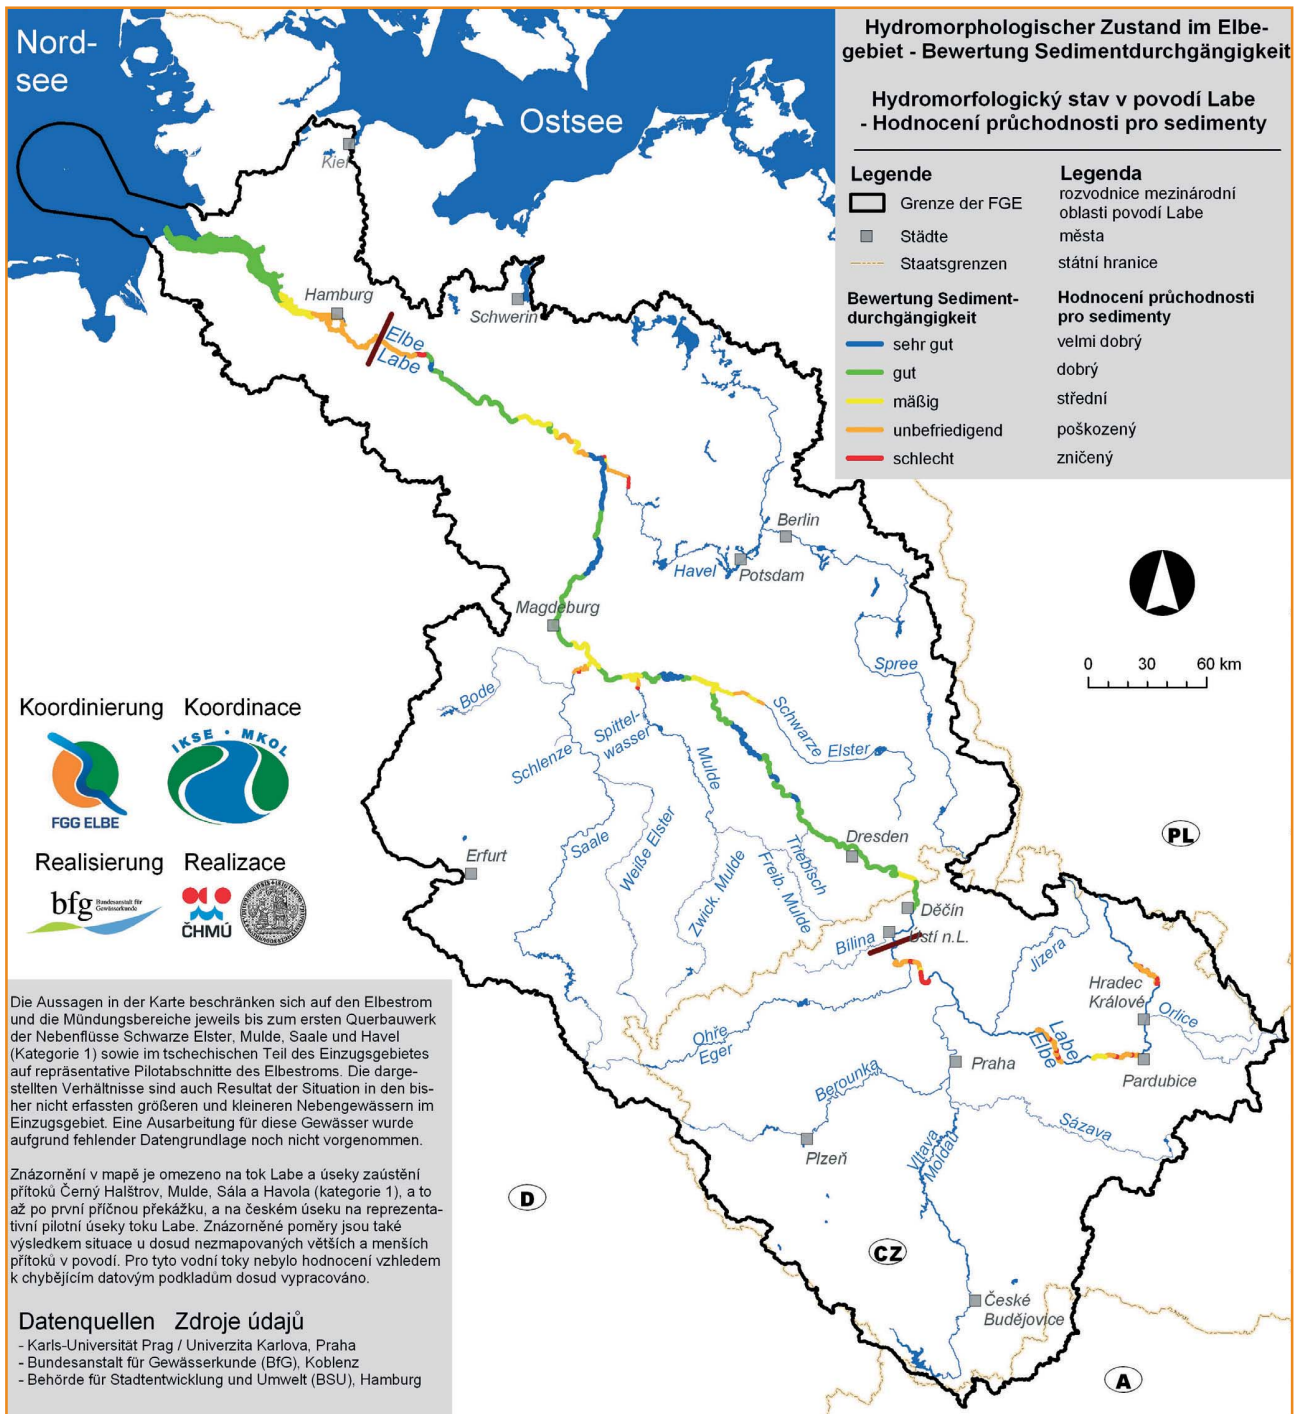 Nord-
see
Ostsee
Kiel
Hamburg
Schwerin
Elbe
Labe
Berlin
Havel
Potsdam
Magdeburg
Spree
Bode
Schlenze
Spittel-
wasser
Mulde
Schwarze
Elster
Saale
Weiße Elster
Zwick. Mulde
Freib. Mulde
Triebisch
Dresden
Erfurt
Děčín
Bílina
Ústí n.L.
Jizera
Hradec
Králové
Orlice
Ohře
Eger
Labe
Elbe
Pardubice
Praha
Berounka
Plzeň
Sázava
Vltava
Moldau
České
Budějovice
PL
D
CZ
A
Hydromorphologischer Zustand im Elbe-
gebiet - Bewertung Sedimentdurchgängigkeit
Hydromorfologický stav v povodí Labe
- Hodnocení průchodnosti pro sedimenty
Legende Legenda
Grenze der FGE rozvodnice mezinárodní
oblasti povodí Labe
Städte města
Staatsgrenzen státní hranice
Bewertung Sediment- Hodnocení průchodnosti
durchgängigkeit pro sedimenty
sehr gut velmi dobrý
gut dobrý
mäßig střední
unbefriedigend poškozený
schlecht zničený
0 30 60 km
Koordinierung Koordinace
FGG ELBE
IKSE • MKOL
Realisierung Realizace
bfg Bundesanstalt für
Gewässerkunde
ČHMÚ
Die Aussagen in der Karte beschränken sich auf den Elbestrom
und die Mündungsbereiche jeweils bis zum ersten Querbauwerk
der Nebenflüsse Schwarze Elster, Mulde, Saale und Havel
(Kategorie 1) sowie im tschechischen Teil des Einzugsgebietes
auf repräsentative Pilotabschnitte des Elbestroms. Die darge-
stellten Verhältnisse sind auch Resultat der Situation in den bis-
her nicht erfassten größeren und kleineren Nebengewässern im
Einzugsgebiet. Eine Ausarbeitung für diese Gewässer wurde
aufgrund fehlender Datengrundlage noch nicht vorgenommen.
Znázornění v mapě je omezeno na tok Labe a úseky zaústění
přítoků Černý Halštrov, Mulde, Sála a Havola (kategorie 1), a to
až po první příčnou překážku, a na českém úseku na reprezenta-
tivní pilotní úseky toku Labe. Znázorněné poměry jsou také
výsledkem situace u dosud nezmapovaných větších a menších
přítoků v povodí. Pro tyto vodní toky nebylo hodnocení vzhledem
k chybějícím datovým podkladům dosud vypracováno.
Datenquellen Zdroje údajů
- Karls-Universität Prag / Univerzita Karlova, Praha
- Bundesanstalt für Gewässerkunde (BfG), Koblenz
- Behörde für Stadtentwicklung und Umwelt (BSU), Hamburg